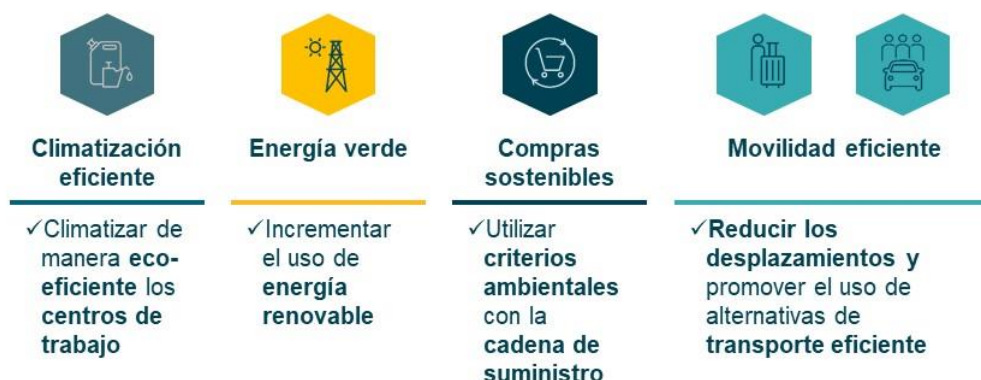 Climatización
eficiente
✓Climatizar de
manera eco-
eficiente los
centros de
trabajo
Energía verde
✓Incrementar
el uso de
energía
renovable
Compras
sostenibles
✓Utilizar
criterios
ambientales
con la
cadena de
suministro
Movilidad eficiente
✓Reducir los
desplazamientos y
promover el uso de
alternativas de
transporte eficiente